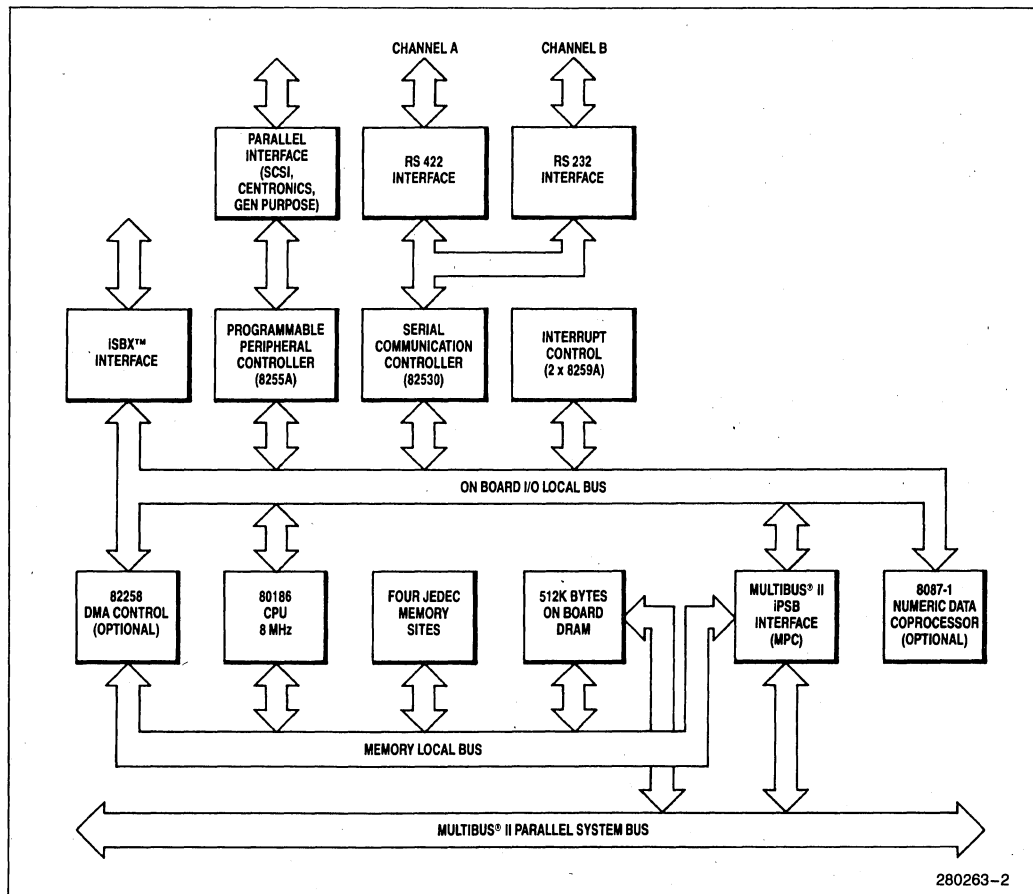 CHANNEL A
CHANNEL B
PARALLEL
INTERFACE
(SCSI,
CENTRONICS,
GEN PURPOSE)
RS 422
INTERFACE
RS 232
INTERFACE
iSBX™
INTERFACE
PROGRAMMABLE
PERIPHERAL
CONTROLLER
(8255A)
SERIAL
COMMUNICATION
CONTROLLER
(82530)
INTERRUPT
CONTROL
(2 x 8259A)
ON BOARD I/O LOCAL BUS
82258
DMA CONTROL
(OPTIONAL)
80186
CPU
8 MHz
FOUR JEDEC
MEMORY
SITES
512K BYTES
ON BOARD
DRAM
MULTIBUS® II
iPSB
INTERFACE
(MPC)
8087-1
NUMERIC DATA
COPROCESSOR
(OPTIONAL)
MEMORY LOCAL BUS
MULTIBUS® II PARALLEL SYSTEM BUS
280263–2